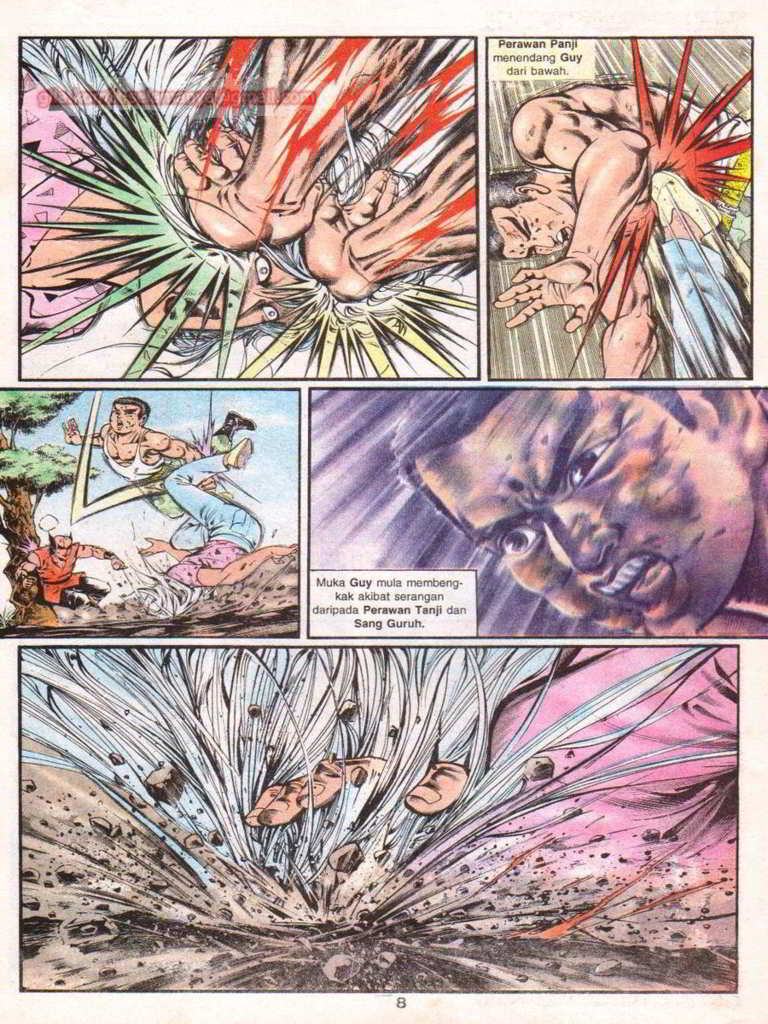 Perawan Panji
menendang Guy
dari bawah.
Muka Guy mula membeng-
kak akibat serangan
daripada Perawan Tanji dan
Sang Guruh.
8